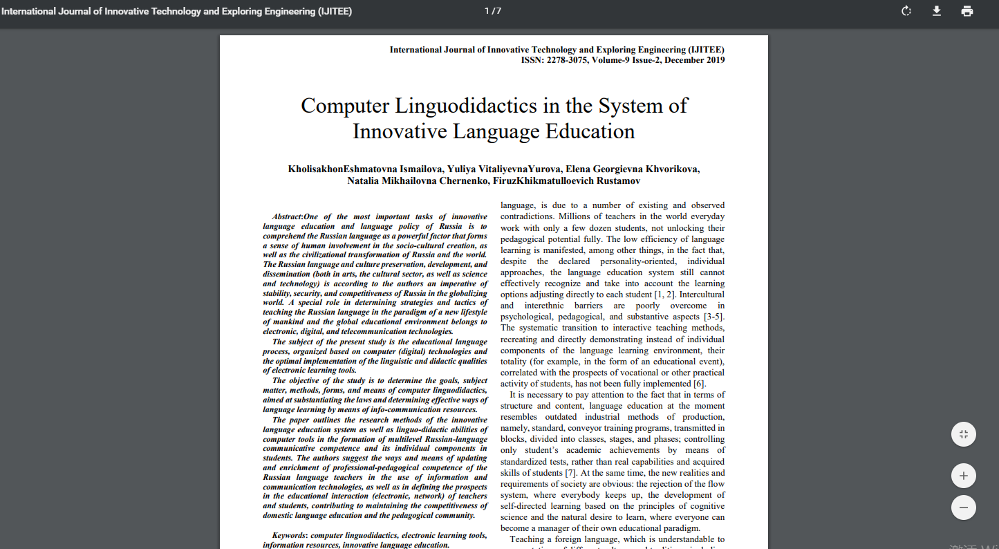 International Journal of Innovative Technology and Exploring Engineering (IJITEE)
1 / 7
International Journal of Innovative Technology and Exploring Engineering (IJITEE)
ISSN: 2278-3075, Volume-9 Issue-2, December 2019
Computer Linguodidactics in the System of
Innovative Language Education
KholisakhonEshmatovna Ismailova, Yuliya VitaliyevnaYurova, Elena Georgievna Khvorikova,
Natalia Mikhailovna Chernenko, FiruzKhikmatulloevich Rustamov
Abstract:One of the most important tasks of innovative
language education and language policy of Russia is to
comprehend the Russian language as a powerful factor that forms
a sense of human involvement in the socio-cultural creation, as
well as the civilizational transformation of Russia and the world.
The Russian language and culture preservation, development, and
dissemination (both in arts, the cultural sector, as well as science
and technology) is according to the authors an imperative of
stability, security, and competitiveness of Russia in the globalizing
world. A special role in determining strategies and tactics of
teaching the Russian language in the paradigm of a new lifestyle
of mankind and the global educational environment belongs to
electronic, digital, and telecommunication technologies.
The subject of the present study is the educational language
process, organized based on computer (digital) technologies and
the optimal implementation of the linguistic and didactic qualities
of electronic learning tools.
The objective of the study is to determine the goals, subject
matter, methods, forms, and means of computer linguodidactics,
aimed at substantiating the laws and determining effective ways of
language learning by means of info-communication resources.
The paper outlines the research methods of the innovative
language education system as well as linguo-didactic abilities of
computer tools in the formation of multilevel Russian-language
communicative competence and its individual components in
students. The authors suggest the ways and means of updating
and enrichment of professional-pedagogical competence of the
Russian language teachers in the use of information and
communication technologies, as well as in defining the prospects
in the educational interaction (electronic, network) of teachers
and students, contributing to maintaining the competitiveness of
domestic language education and the pedagogical community.
Keywords: computer linguodidactics, electronic learning tools,
information resources, innovative language education.
language, is due to a number of existing and observed
contradictions. Millions of teachers in the world everyday
work with only a few dozen students, not unlocking their
pedagogical potential fully. The low efficiency of language
learning is manifested, among other things, in the fact that,
despite the declared personality-oriented, individual
approaches, the language education system still cannot
effectively recognize and take into account the learning
options adjusting directly to each student [1, 2]. Intercultural
and interethnic barriers are poorly overcome in
psychological, pedagogical, and substantive aspects [3-5].
The systematic transition to interactive teaching methods,
recreating and directly demonstrating instead of individual
components of the language learning environment, their
totality (for example, in the form of an educational event),
correlated with the prospects of vocational or other practical
activity of students, has not been fully implemented [6].
It is necessary to pay attention to the fact that in terms of
structure and content, language education at the moment
resembles outdated industrial methods of production,
namely, standard, conveyor training programs, transmitted in
blocks, divided into classes, stages, and phases; controlling
only student's academic achievements by means of
standardized tests, rather than real capabilities and acquired
skills of students [7]. At the same time, the new realities and
requirements of society are obvious: the rejection of the flow
system, where everybody keeps up, the development of
self-directed learning based on the principles of cognitive
science and the natural desire to learn, where everyone can
become a manager of their own educational paradigm.
Teaching a foreign language, which is understandable to